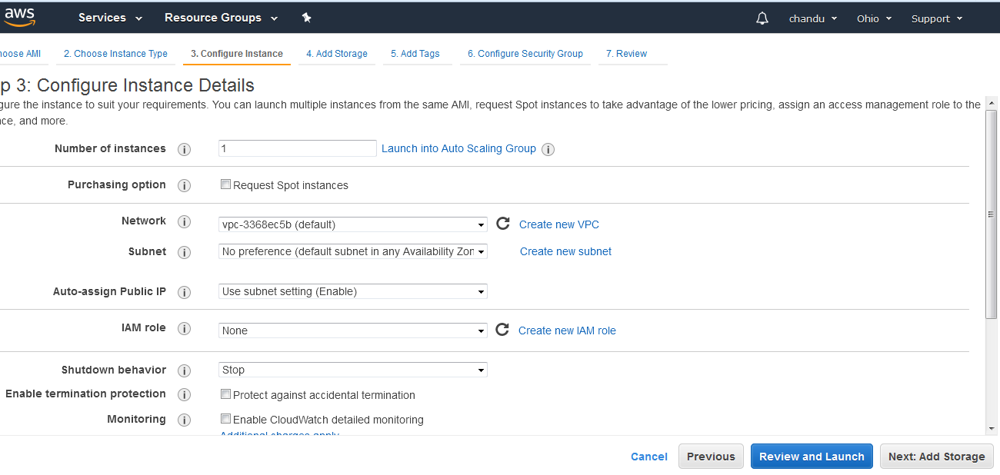 aws Services Resource Groups chandu Ohio Support
hoose AMI 2. Choose Instance Type 3. Configure Instance 4. Add Storage 5. Add Tags 6. Configure Security Group 7. Review
p 3: Configure Instance Details
gure the instance to suit your requirements. You can launch multiple instances from the same AMI, request Spot instances to take advantage of the lower pricing, assign an access management role to the
nce, and more.
Number of instances i 1 Launch into Auto Scaling Group i
Purchasing option i Request Spot instances
Network i vpc-3368ec5b (default) Create new VPC
Subnet i No preference (default subnet in any Availability Zon Create new subnet
Auto-assign Public IP i Use subnet setting (Enable)
IAM role i None Create new IAM role
Shutdown behavior i Stop
Enable termination protection i Protect against accidental termination
Monitoring i Enable CloudWatch detailed monitoring
Additional charges apply.
Cancel Previous Review and Launch Next: Add Storage